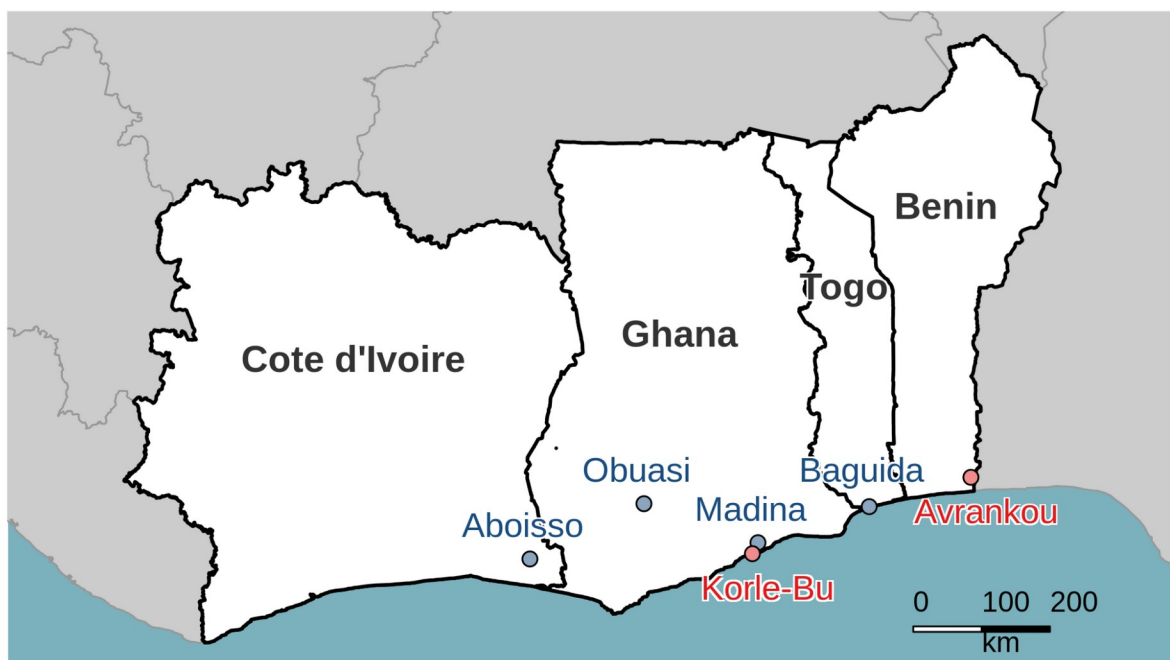 Benin
Togo
Ghana
Cote d'Ivoire
Obuasi
Baguida
Madina
Avrankou
Aboisso
Korle-Bu
0 100 200
km